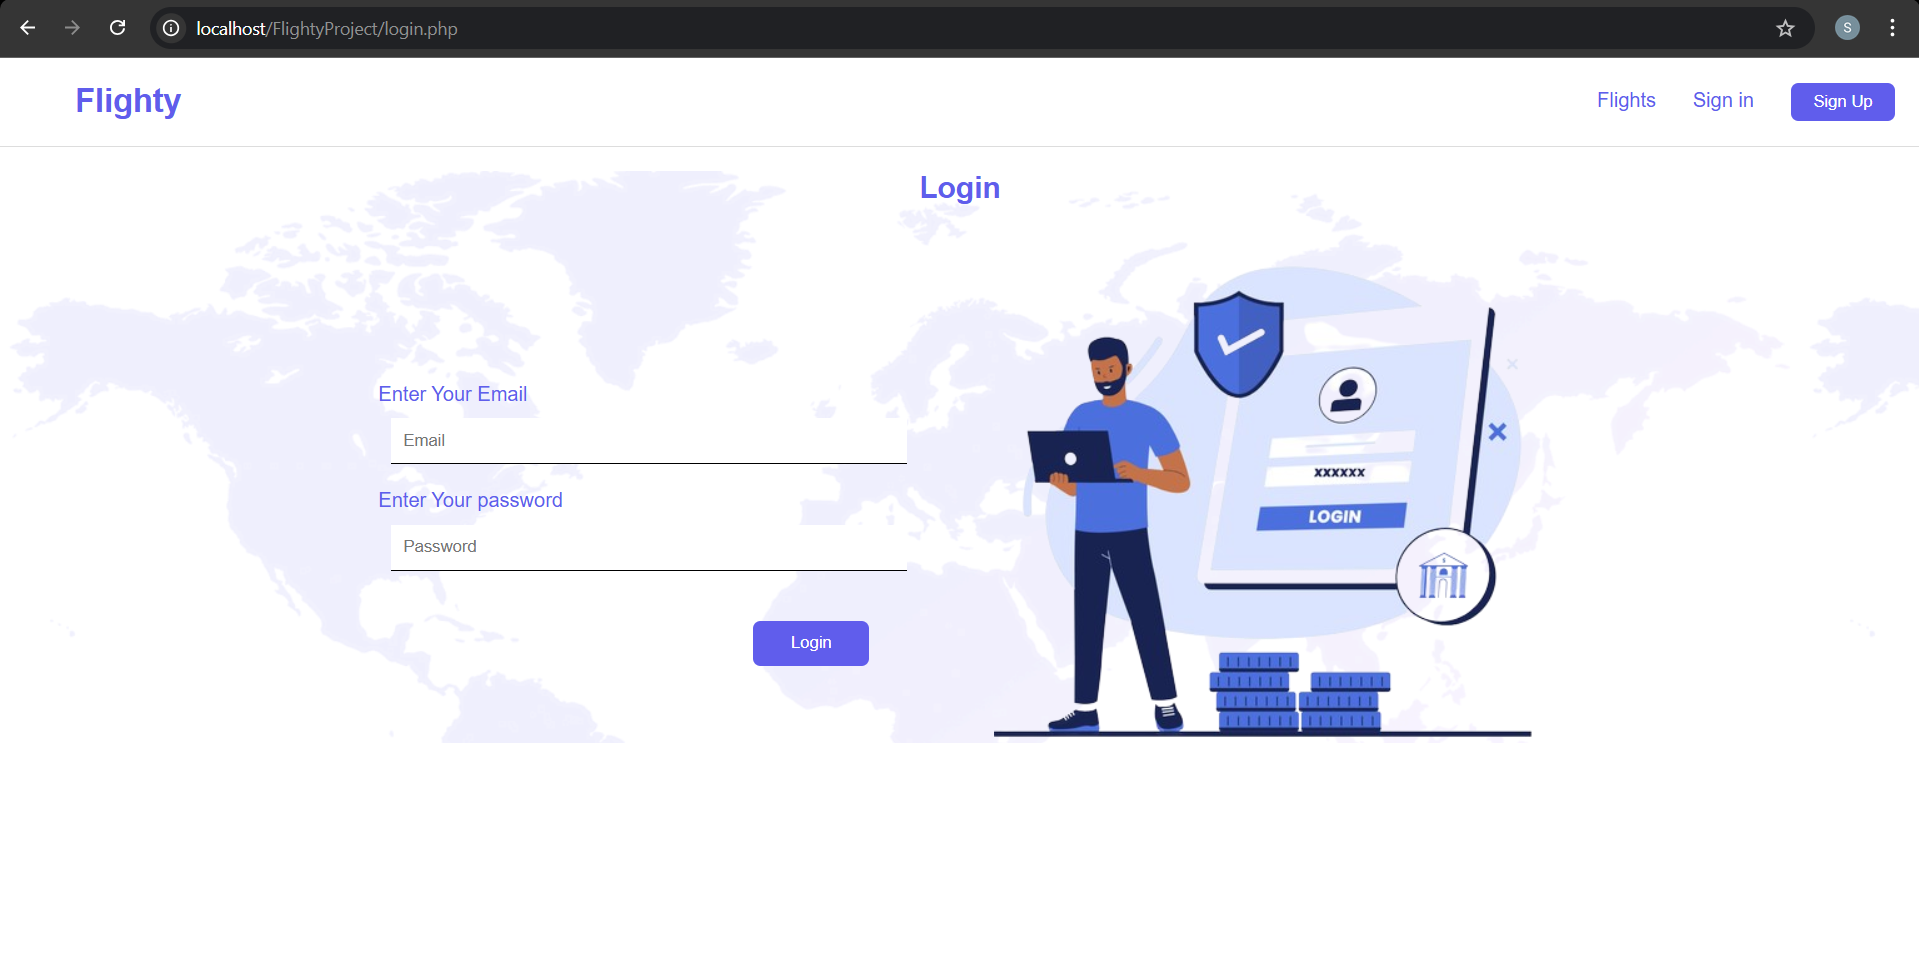 localhost/FlightyProject/login.php
S
Flighty
Flights
Sign in
Sign Up
Login
Enter Your Email
Email
Enter Your password
Password
Login
xxxxxx
LOGIN